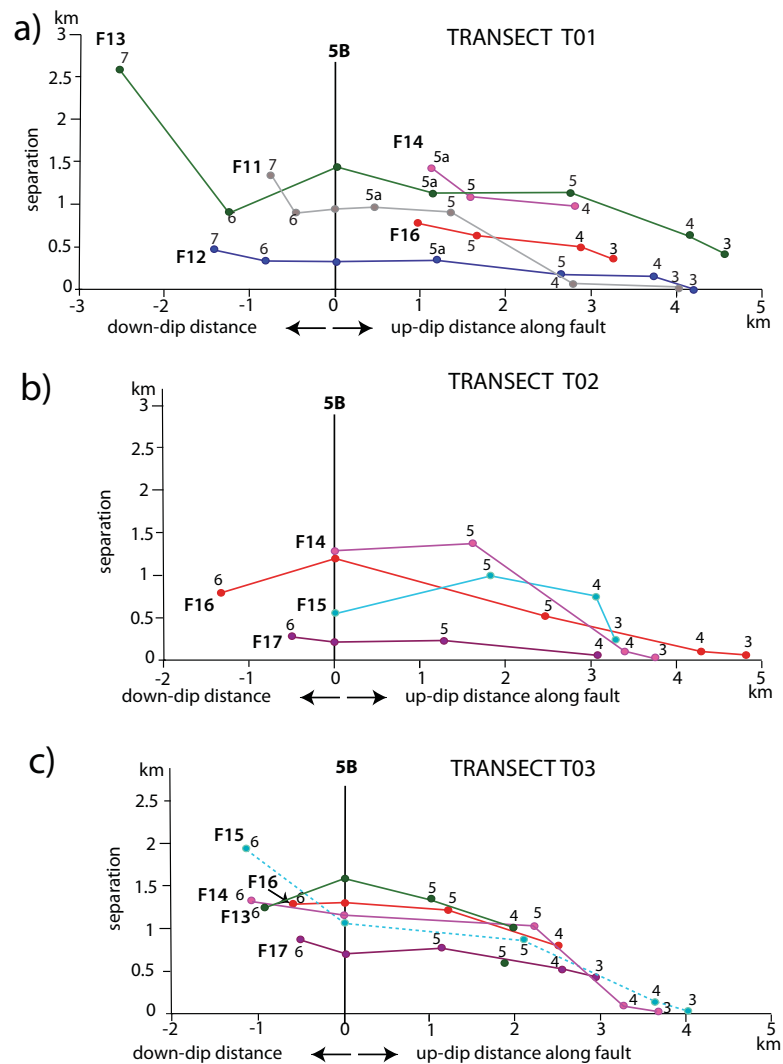 a)
km
TRANSECT T01
3
F13
5B
7
2.5
2
separation
1.5
F11
7
F14
5a
5a
5a
5
5
1
6
6
5
4
F16
5
4
0.5
F12
7
6
5a
4
3
3
5
4
4
3
3
0
-3 -2 -1 0 1 2 3 4 5
km
down-dip distance
up-dip distance along fault
b)
km
TRANSECT T02
5B
3
2.5
2
separation
1.5
F14
5
1
6
F16
5
4
0.5
F15
5
3
F17
6
5
4
4
3
4
3
0
3
-2 -1 0 1 2 3 4 5
km
down-dip distance
up-dip distance along fault
c)
km
TRANSECT T03
5B
2.5
2
F15
6
separation
1.5
F16
F14
6
6
F13
6
5
5
5
4
1
F17
6
5
5
4
0.5
5
4
3
4
4
3
3
0
-2 -1 0 1 2 3 4 5
km
down-dip distance
up-dip distance along fault